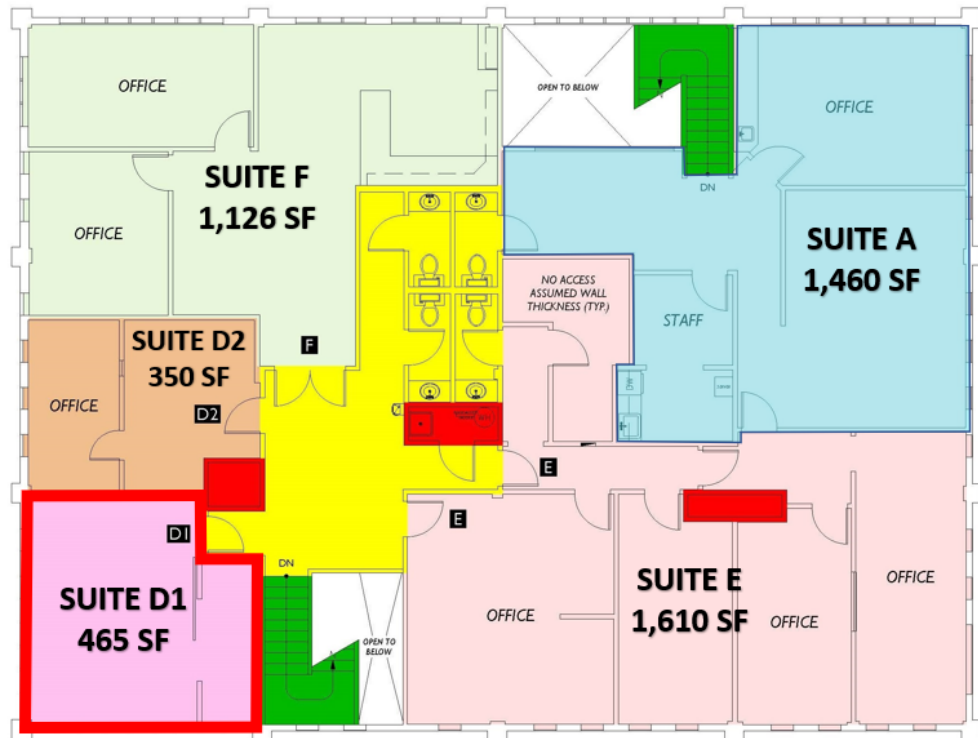 OFFICE
OPEN TO BELOW
OFFICE
SUITE F
1,126 SF
DN
OFFICE
SUITE A
1,460 SF
NO ACCESS
ASSUMED WALL
THICKNESS (TYP.)
STAFF
SUITE D2
350 SF
F
OFFICE
D2
DW
E
E
D1
DN
SUITE D1
465 SF
SUITE E
1,610 SF
OFFICE
OFFICE
OFFICE
OPEN TO
BELOW